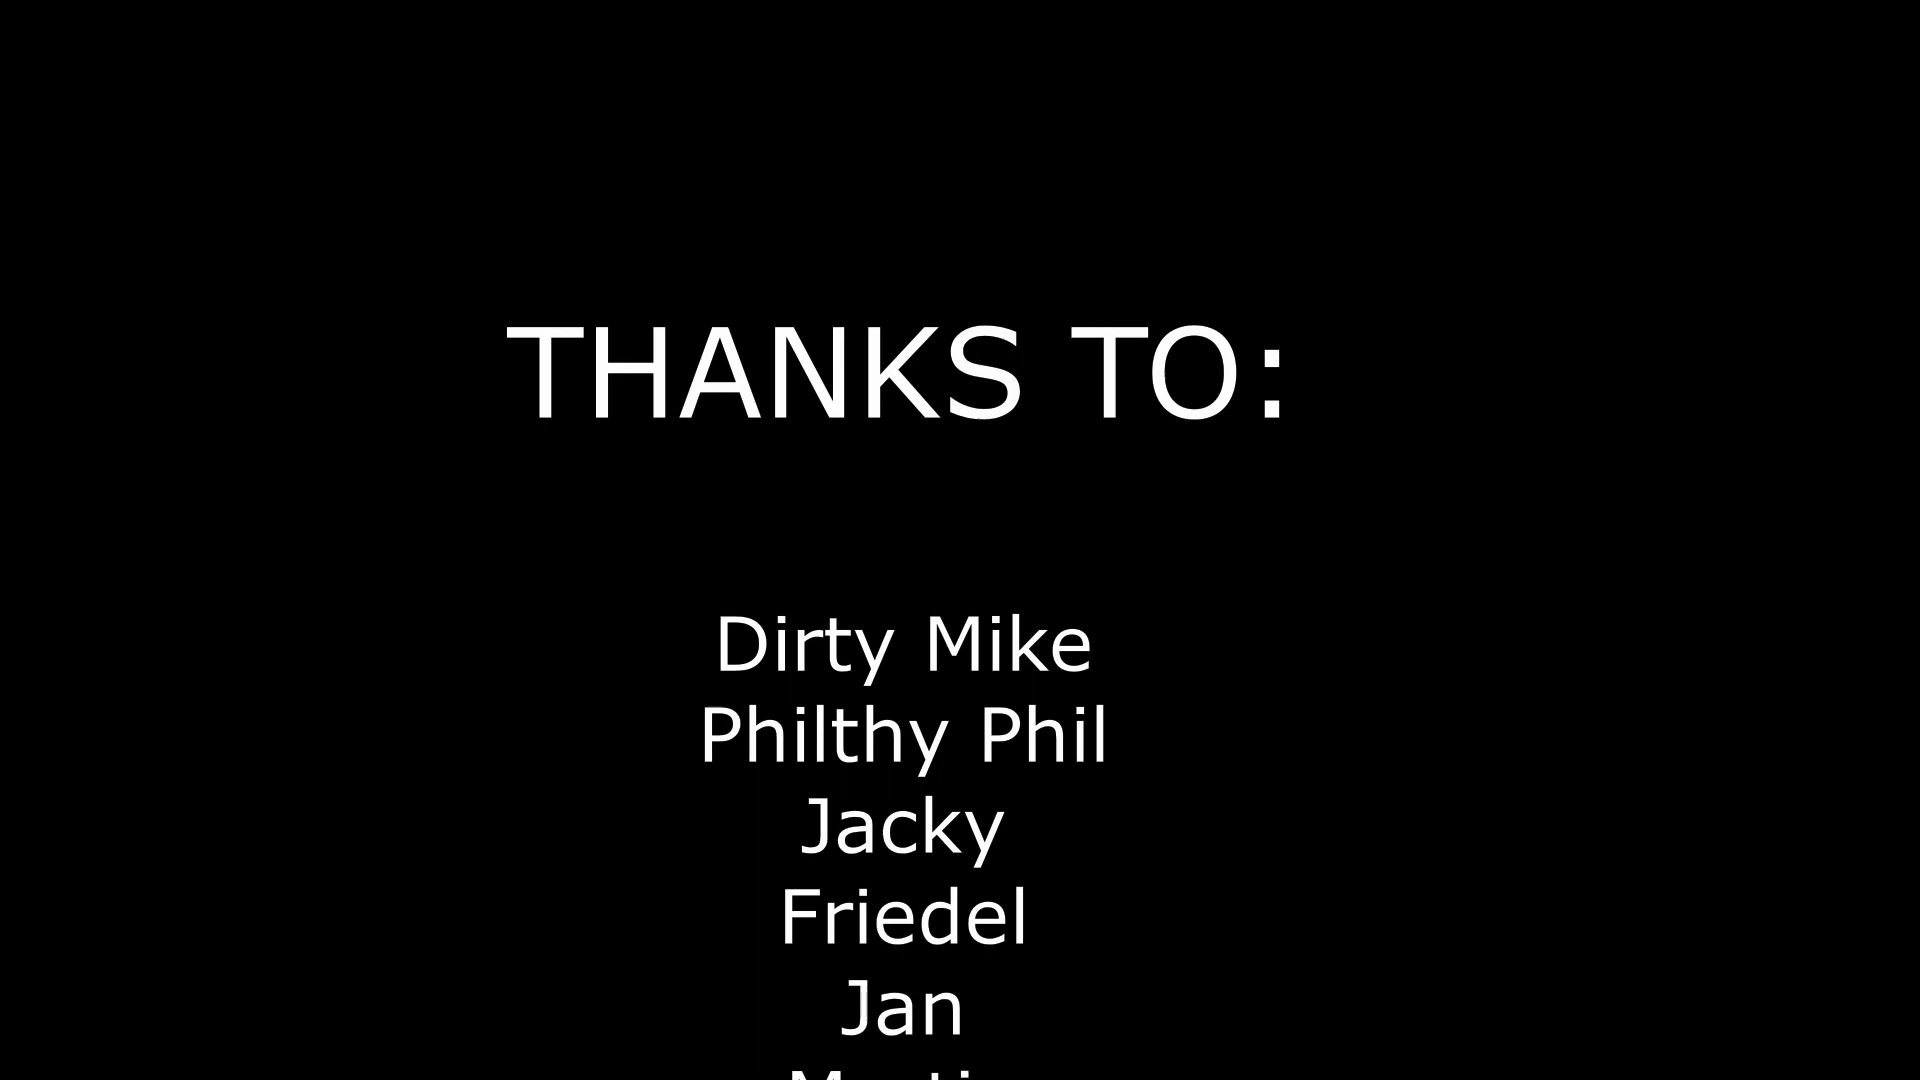 THANKS TO:
Dirty Mike
Philthy Phil
Jacky
Friedel
Jan